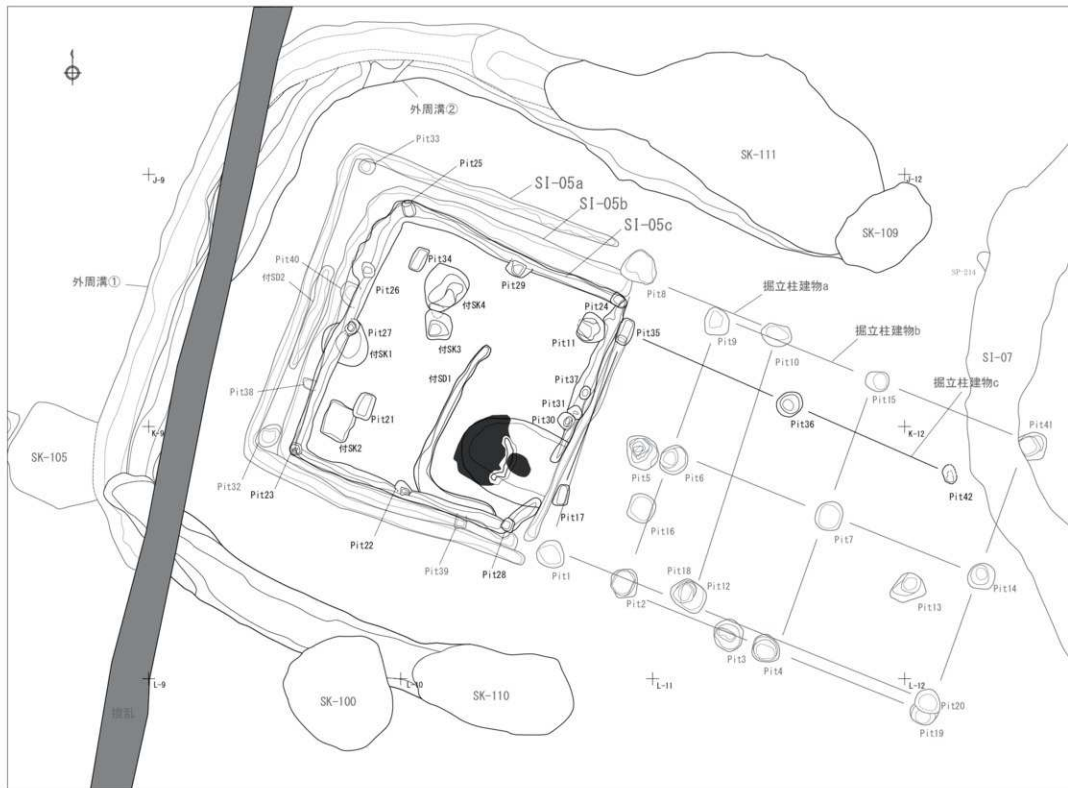 外周溝②
SK-111
Pit33
Pit25
J-9
J-12
SI-05a
SI-05b
SI-05c
SK-109
Pit40
Pit34
外周溝①
付SD2
Pit26
付SK4
Pit29
Pit8
掘立柱建物a
SP-214
Pit24
Pit27
付SK3
Pit11
Pit35
Pit9
Pit10
掘立柱建物b
付SK1
SI-07
Pit38
付SD1
Pit37
Pit15
掘立柱建物c
Pit21
Pit31
Pit30
Pit36
K-9
K-12
Pit41
付SK2
SK-105
Pit5
Pit6
Pit42
Pit32
Pit23
Pit17
Pit16
Pit7
Pit22
Pit39
Pit28
Pit1
Pit18
Pit12
Pit14
Pit13
Pit2
Pit3
Pit4
L-9
L-10
L-11
L-12
SK-100
SK-110
Pit20
Pit19
撹乱